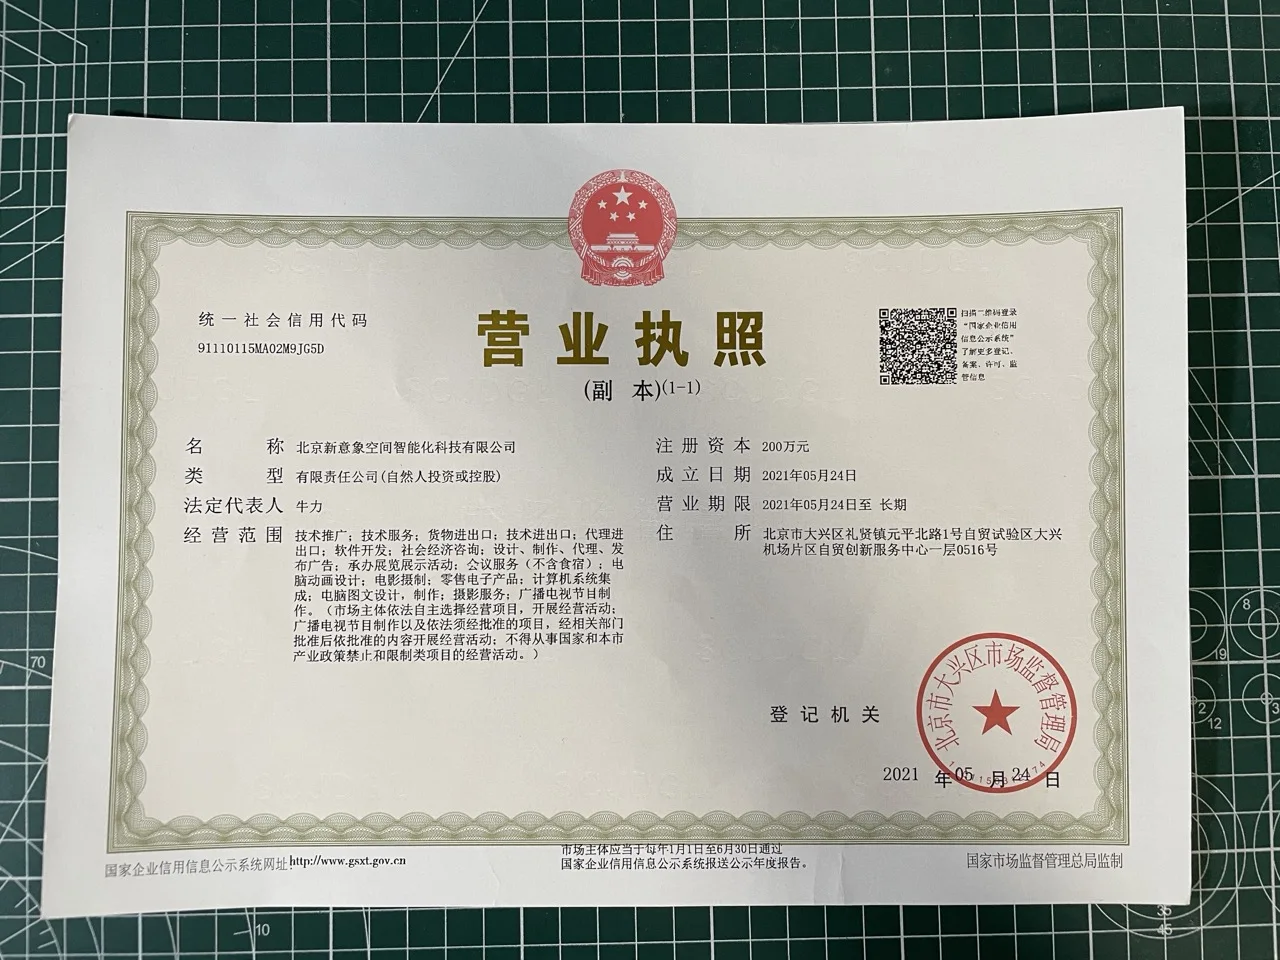 统一社会信用代码
91110115MA02M9JG5D
营业执照
(副 本)(1-1)
扫描二维码登录
“国家企业信用
信息公示系统”
了解更多登记、
备案、许可、监
管信息
名 称 北京新意象空间智能化科技有限公司
类 型 有限责任公司(自然人投资或控股)
法定代表人 牛力
经营范围 技术推广；技术服务；货物进出口；技术进出口；代理进
出口；软件开发；社会经济咨询；设计、制作、代理、发
布广告；承办展览展示活动；会议服务（不含食宿）；电
脑动画设计；电影摄制；零售电子产品；计算机系统集
成；电脑图文设计，制作；摄影服务；广播电视节目制
作。（市场主体依法自主选择经营项目，开展经营活动；
广播电视节目制作以及依法须经批准的项目，经相关部门
批准后依批准的内容开展经营活动；不得从事国家和本市
产业政策禁止和限制类项目的经营活动。）
注册资本 200万元
成立日期 2021年05月24日
营业期限 2021年05月24日至 长期
住 所 北京市大兴区礼贤镇元平北路1号自贸试验区大兴
机场片区自贸创新服务中心一层0516号
登记机关
北京市大兴区市场监督管理局
2021 年 05 月 24 日
国家企业信用信息公示系统网址:http://www.gsxt.gov.cn
市场主体应当于每年1月1日至6月30日通过
国家企业信用信息公示系统报送公示年度报告。
国家市场监督管理总局监制
70
10
8
19
2
12
3
35
45